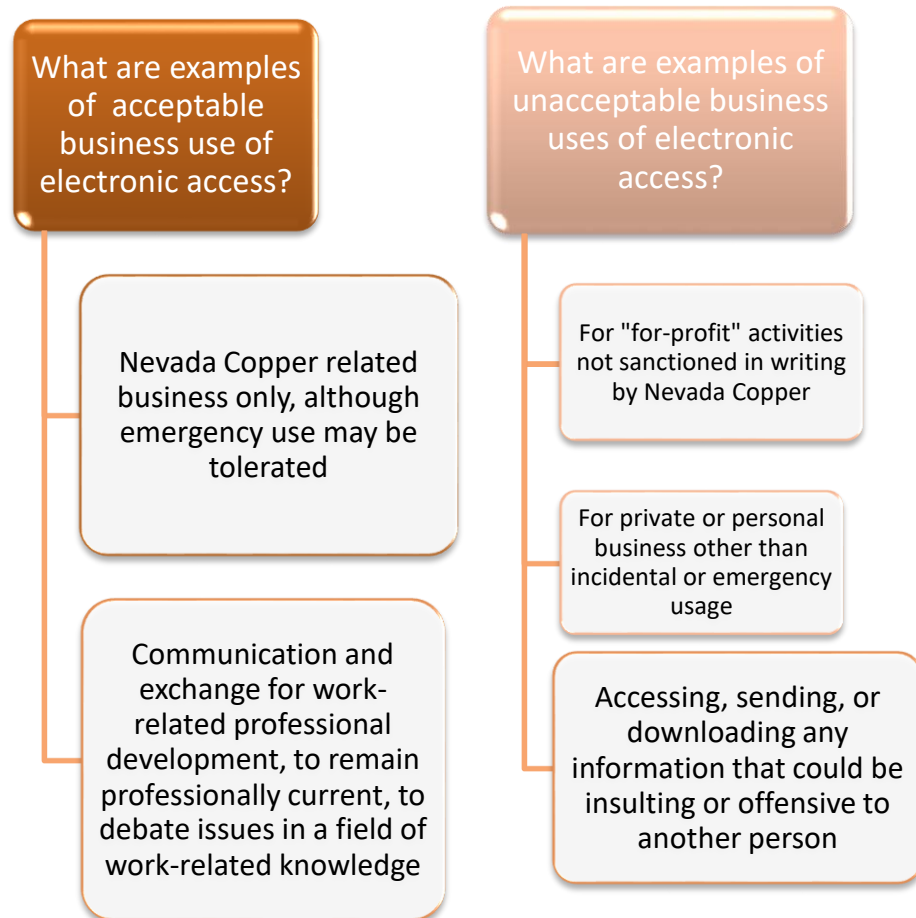 What are examples
of acceptable
business use of
electronic access?
Nevada Copper related
business only, although
emergency use may be
tolerated
Communication and
exchange for work-
related professional
development, to remain
professionally current, to
debate issues in a field of
work-related knowledge
What are examples of
unacceptable business
uses of electronic
access?
For "for-profit" activities
not sanctioned in writing
by Nevada Copper
For private or personal
business other than
incidental or emergency
usage
Accessing, sending, or
downloading any
information that could be
insulting or offensive to
another person